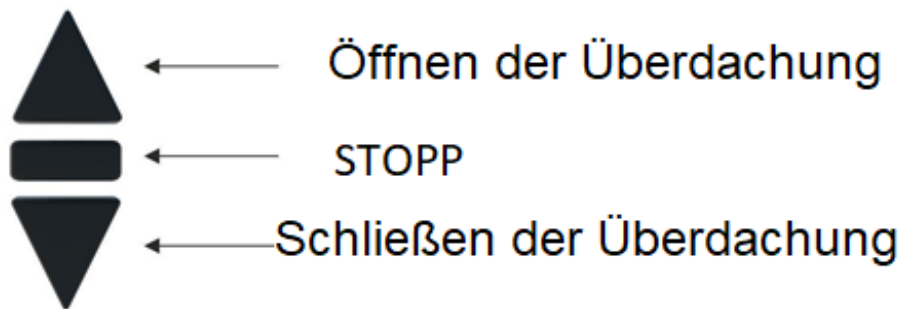 Öffnen der Überdachung
STOPP
Schließen der Überdachung